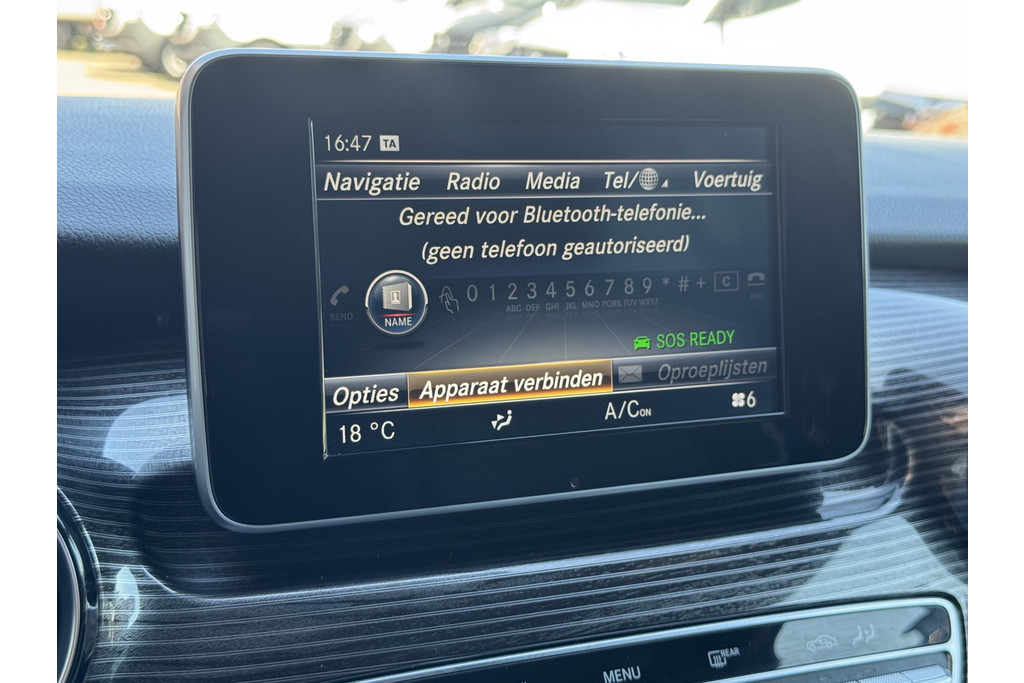 16:47 TA
Navigatie Radio Media Tel/ Voertuig
Gereed voor Bluetooth-telefonie...
(geen telefoon geautoriseerd)
SEND NAME 0 1 2 3 4 5 6 7 8 9 * # + C END
ABC DEF GHI JKL MNO PQRS TUV WXYZ
SOS READY
Opties Apparaat verbinden Oproeplijsten
18 °C A/C ON 6
MENU REAR